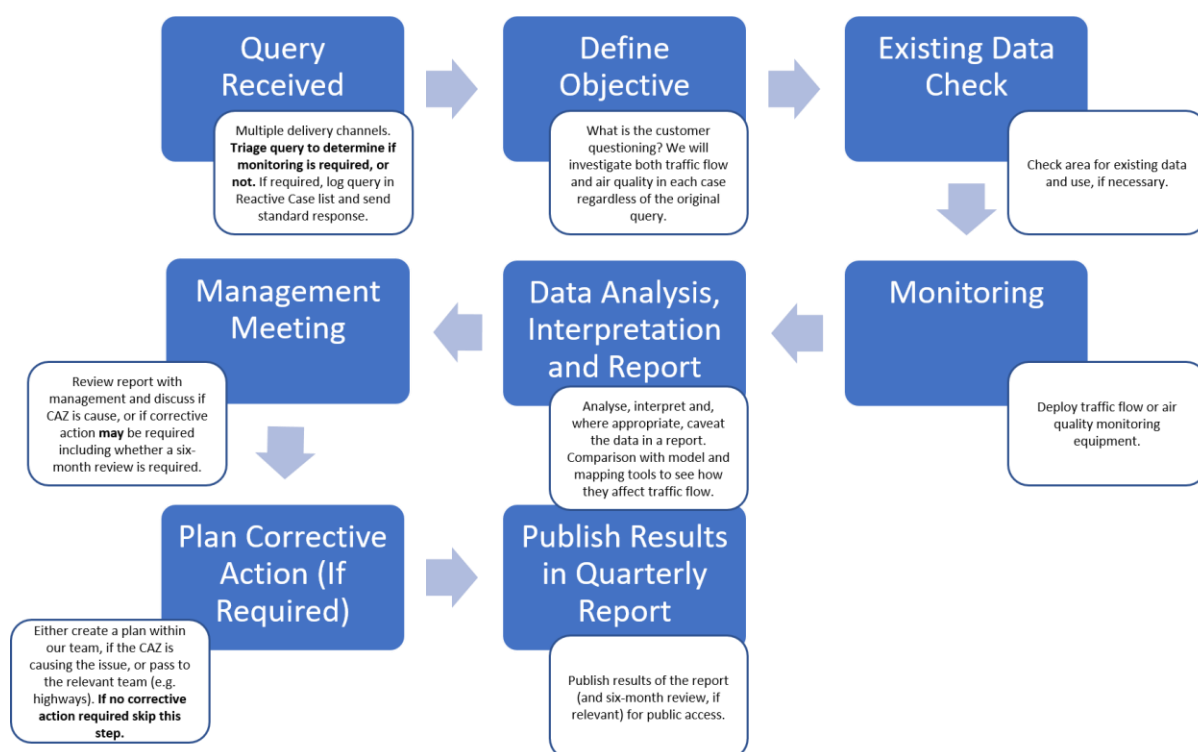 Query
Received
Multiple delivery channels.
Triage query to determine if
monitoring is required, or
not. If required, log query in
Reactive Case list and send
standard response.
Define
Objective
What is the customer
questioning? We will
investigate both traffic flow
and air quality in each case
regardless of the original
query.
Existing Data
Check
Check area for existing data
and use, if necessary.
Monitoring
Deploy traffic flow or air
quality monitoring
equipment.
Data Analysis,
Interpretation
and Report
Analyse, interpret and,
where appropriate, caveat
the data in a report.
Comparison with model and
mapping tools to see how
they affect traffic flow.
Management
Meeting
Review report with
management and discuss if
CAZ is cause, or if corrective
action may be required
including whether a six-
month review is required.
Plan Corrective
Action (If
Required)
Either create a plan within
our team, if the CAZ is
causing the issue, or pass to
the relevant team (e.g.
highways). If no corrective
action required skip this
step.
Publish Results
in Quarterly
Report
Publish results of the report
(and six-month review, if
relevant) for public access.